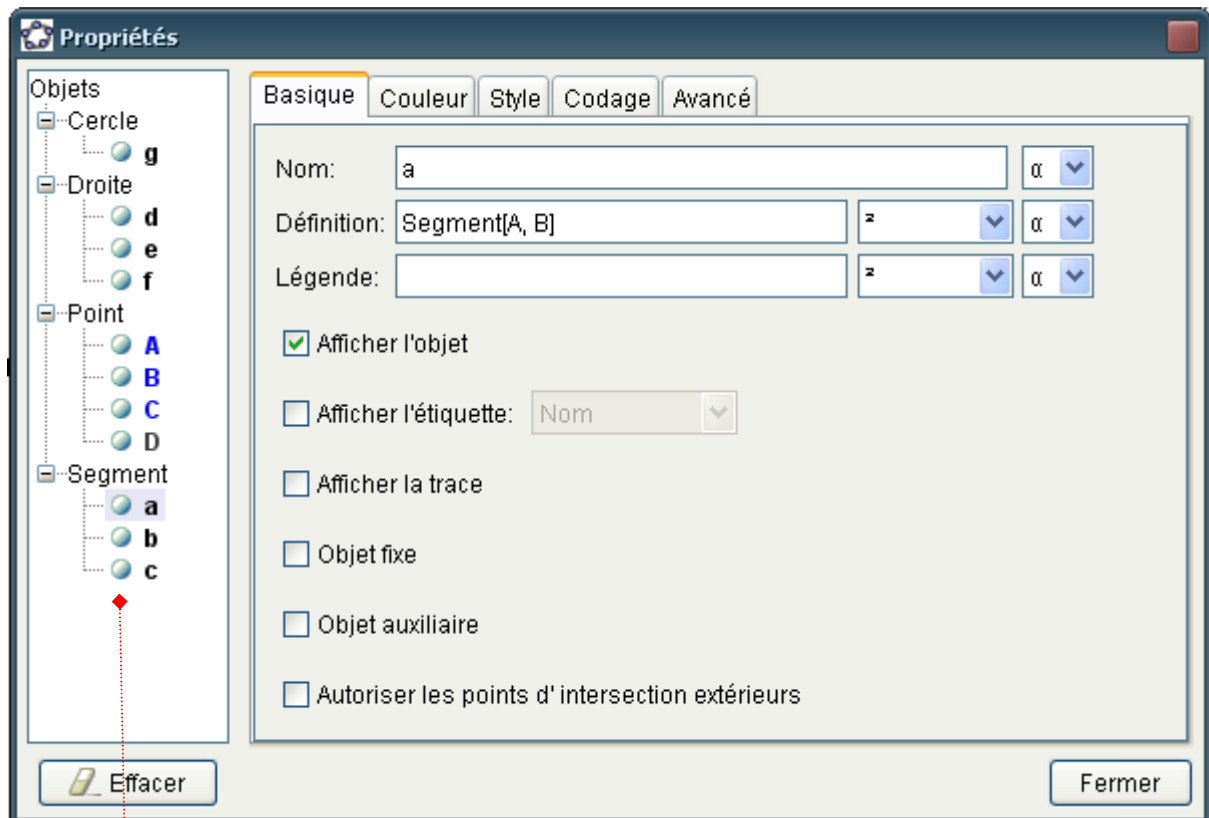 Propriétés
Objets
Cercle
g
Droite
d
e
f
Point
A
B
C
D
Segment
a
b
c
Basique Couleur Style Codage Avancé
Nom: a α
Définition: Segment[A, B] ² α
Légende: ² α
Afficher l'objet
Afficher l'étiquette: Nom
Afficher la trace
Objet fixe
Objet auxiliaire
Autoriser les points d' intersection extérieurs
Effacer
Fermer